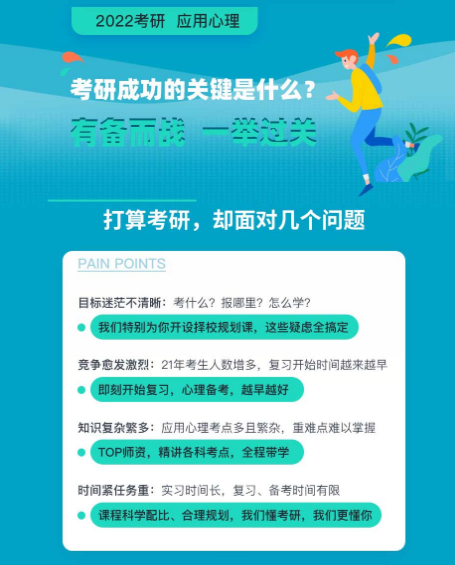 2022考研 应用心理
考研成功的关键是什么？
有备而战 一举过关
打算考研，却面对几个问题
PAIN POINTS
目标迷茫不清晰：考什么？报哪里？怎么学？
我们特别为你开设择校规划课，这些疑虑全搞定
竞争愈发激烈：21年考生人数增多，复习开始时间越来越早
即刻开始复习，心理备考，越早越好
知识复杂繁多：应用心理考点多且繁杂，重难点难以掌握
TOP师资，精讲各科考点，全程带学
时间紧任务重：实习时间长，复习、备考时间有限
课程科学配比、合理规划，我们懂考研，我们更懂你